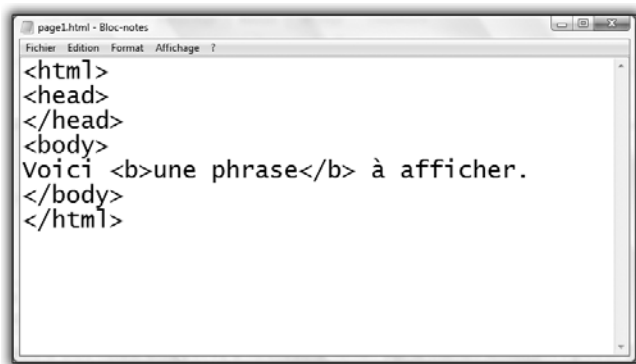 page1.html - Bloc-notes
Fichier Edition Format Affichage ?
<html>
<head>
</head>
<body>
Voici <b>une phrase</b> à afficher.
</body>
</html>